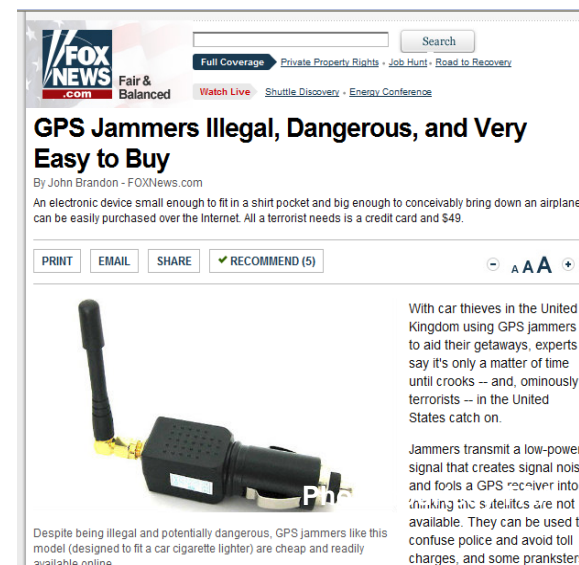 FOX
NEWS
.com
Fair &
Balanced
Search
Full Coverage Private Property Rights • Job Hunt • Road to Recovery
Watch Live Shuttle Discovery • Energy Conference
GPS Jammers Illegal, Dangerous, and Very
Easy to Buy
By John Brandon - FOXNews.com
An electronic device small enough to fit in a shirt pocket and big enough to conceivably bring down an airplane
can be easily purchased over the Internet. All a terrorist needs is a credit card and $49.
PRINT EMAIL SHARE RECOMMEND (5)
A A A
With car thieves in the United
Kingdom using GPS jammers
to aid their getaways, experts
say it's only a matter of time
until crooks -- and, ominously
terrorists -- in the United
States catch on.
Jammers transmit a low-power
signal that creates signal
and fools a GPS receiver into
thinking the satellites are not
available. They can be used
confuse police and avoid toll
charges, and some
Despite being illegal and potentially dangerous, GPS jammers like this
model (designed to fit a car cigarette lighter) are cheap and readily
available online